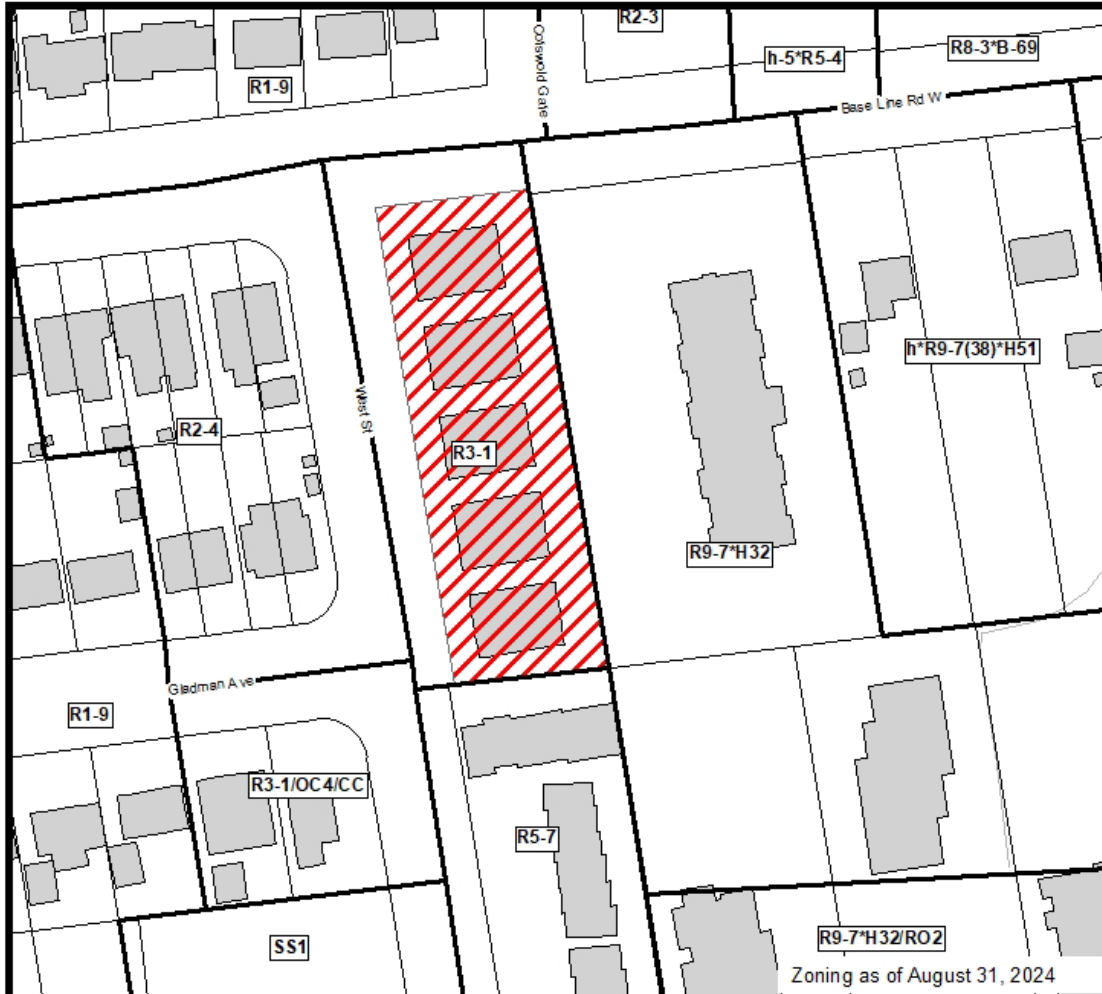 R2-3
Cotswold Gate
h-5*R5-4
R8-3*B-69
R1-9
Base Line Rd W
h*R9-7(38)*H51
West St
R2-4
R3-1
R9-7*H32
Gladman Ave
R1-9
R3-1/OC4/CC
R5-7
R9-7*H32/RO2
SS1
Zoning as of August 31, 2024